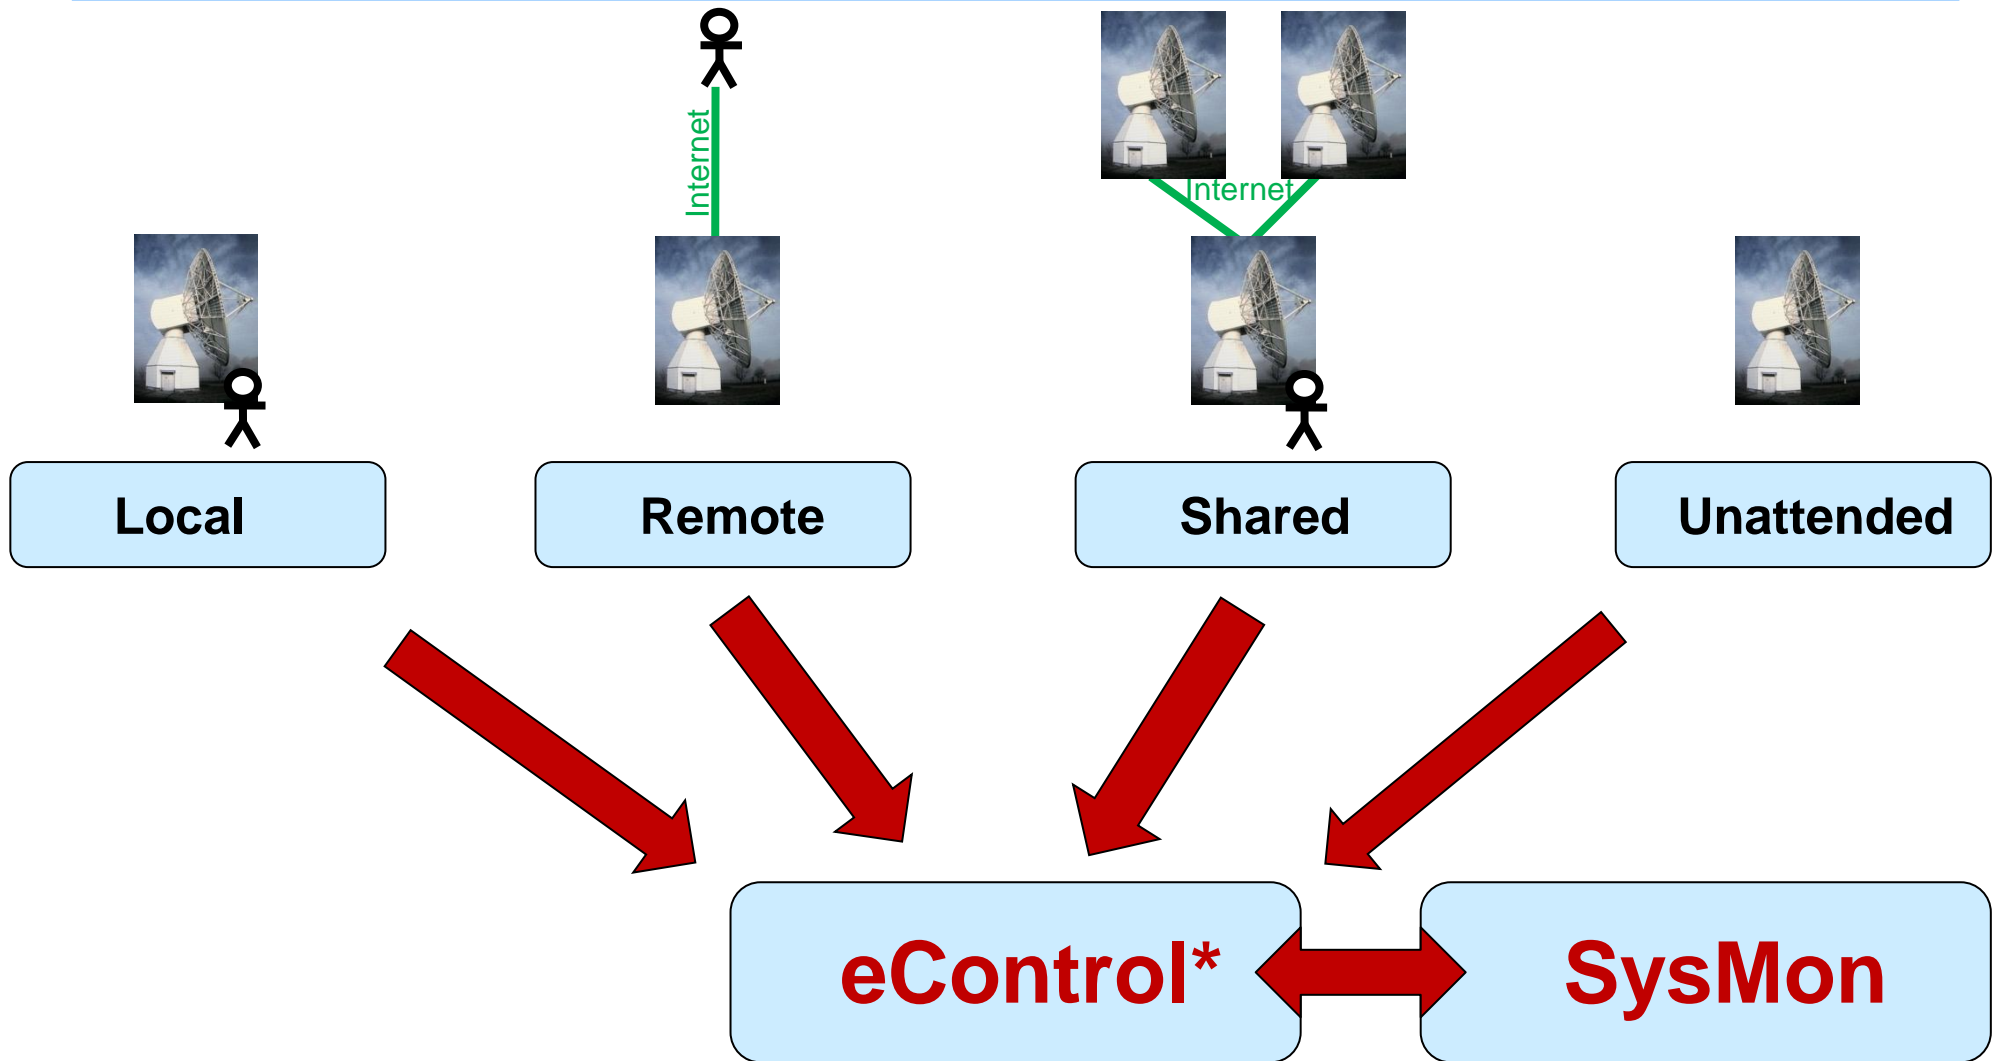 Internet
Internet
Local
Remote
Shared
Unattended
eControl*
SysMon